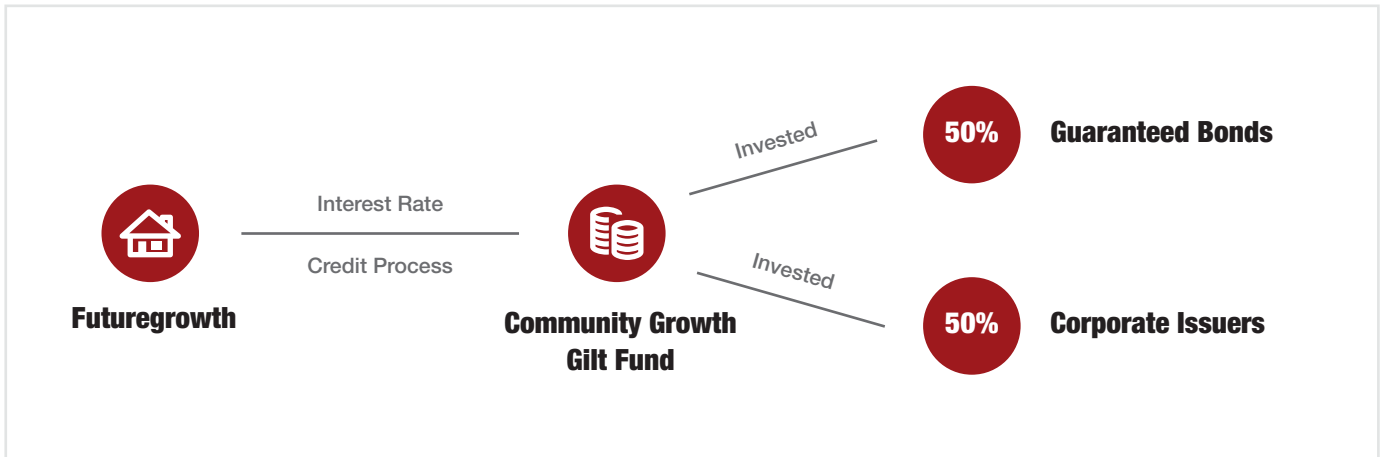 Futuregrowth
Interest Rate
Credit Process
Community Growth
Gilt Fund
Invested
50%
Guaranteed Bonds
Invested
50%
Corporate Issuers